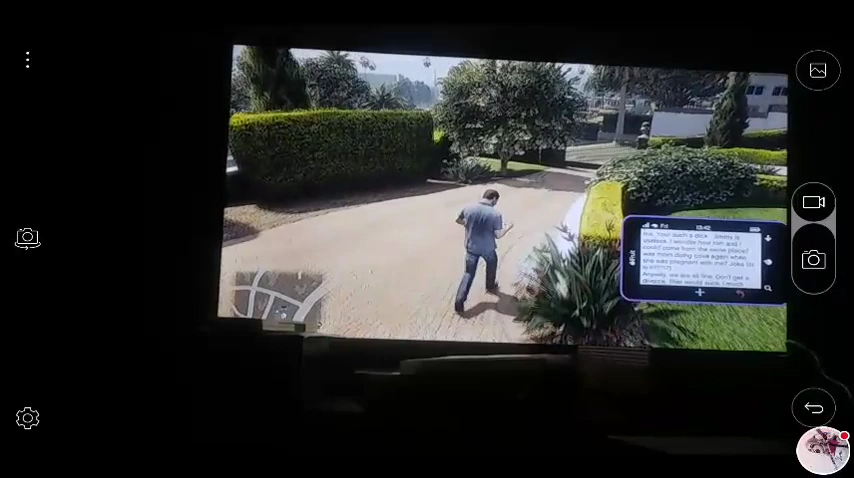 Fri
me. Your such a dick. Jimmy is
useless. I wonder how him and I
could come from the same place?
was mom doing coke again when
she was pregnant with me? Joke (o
Anyway, we are all fine. Don't get a
divorce. That would suck. I much